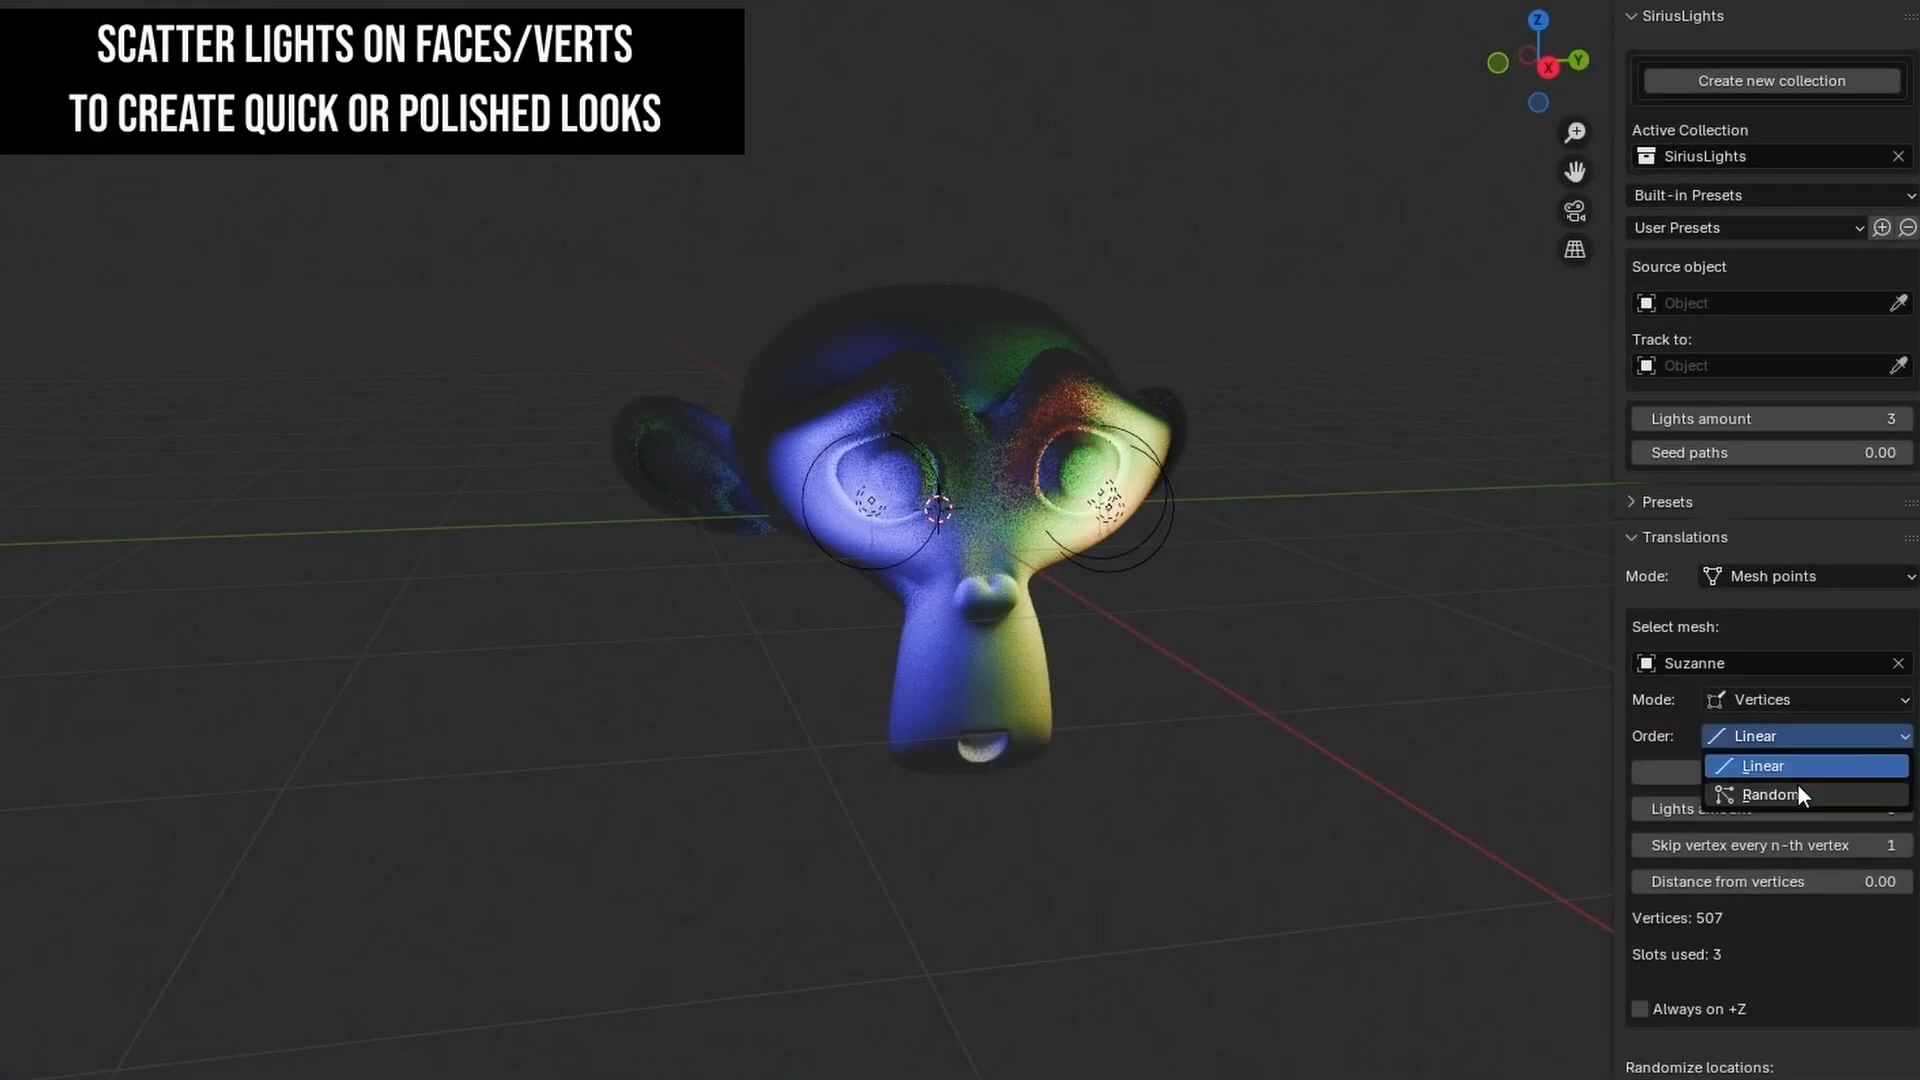 SCATTER LIGHTS ON FACES/VERTS
TO CREATE QUICK OR POLISHED LOOKS
Z
Y
X
SiriusLights
Create new collection
Active Collection
SiriusLights
Built-in Presets
User Presets
Source object
Object
Track to:
Object
Lights amount 3
Seed paths 0.00
Presets
Translations
Mode: Mesh points
Select mesh:
Suzanne
Mode: Vertices
Order: Linear
Linear
Random
Lights
Skip vertex every n-th vertex 1
Distance from vertices 0.00
Vertices: 507
Slots used: 3
Always on +Z
Randomize locations: